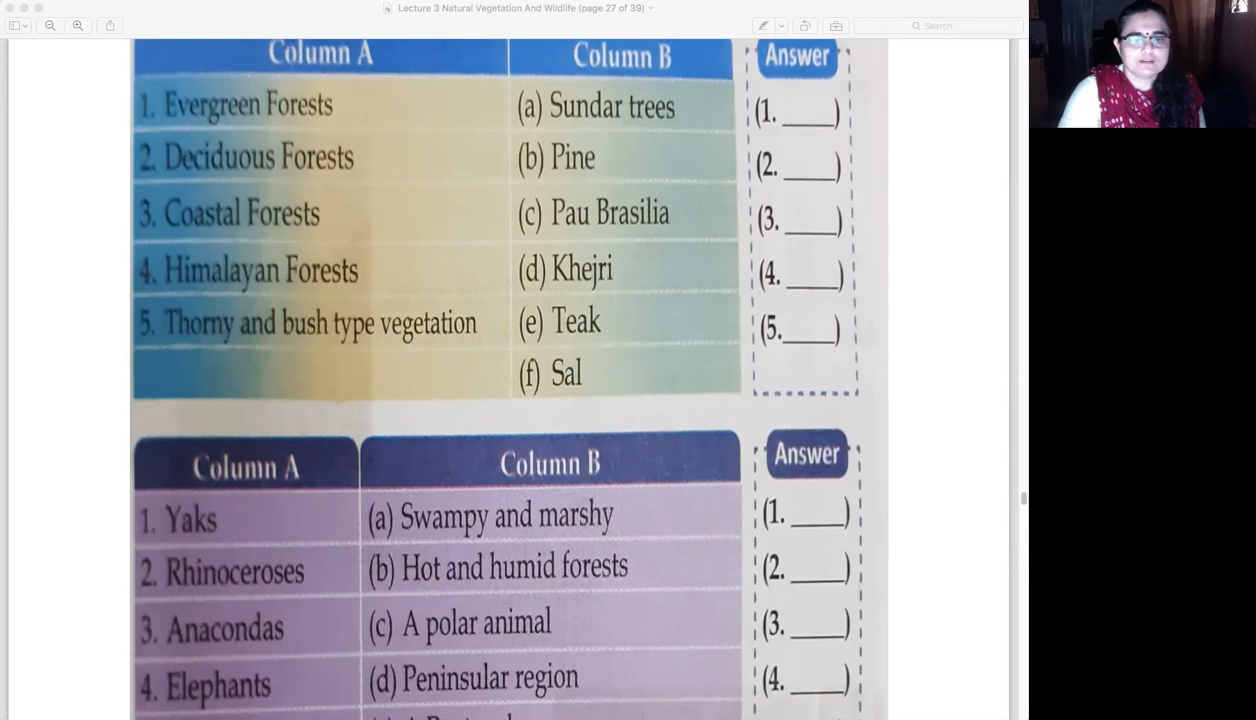 Lecture 3 Natural Vegetation And Wildlife (page 27 of 39)
Search
Column A Column B Answer
1. Evergreen Forests (a) Sundar trees (1. ____)
2. Deciduous Forests (b) Pine (2. ____)
3. Coastal Forests (c) Pau Brasilia (3. ____)
4. Himalayan Forests (d) Khejri (4. ____)
5. Thorny and bush type vegetation (e) Teak (5.____)
(f) Sal
Column A Column B Answer
1. Yaks (a) Swampy and marshy (1. ____)
2. Rhinoceroses (b) Hot and humid forests (2. ____)
3. Anacondas (c) A polar animal (3. ____)
4. Elephants (d) Peninsular region (4. ____)